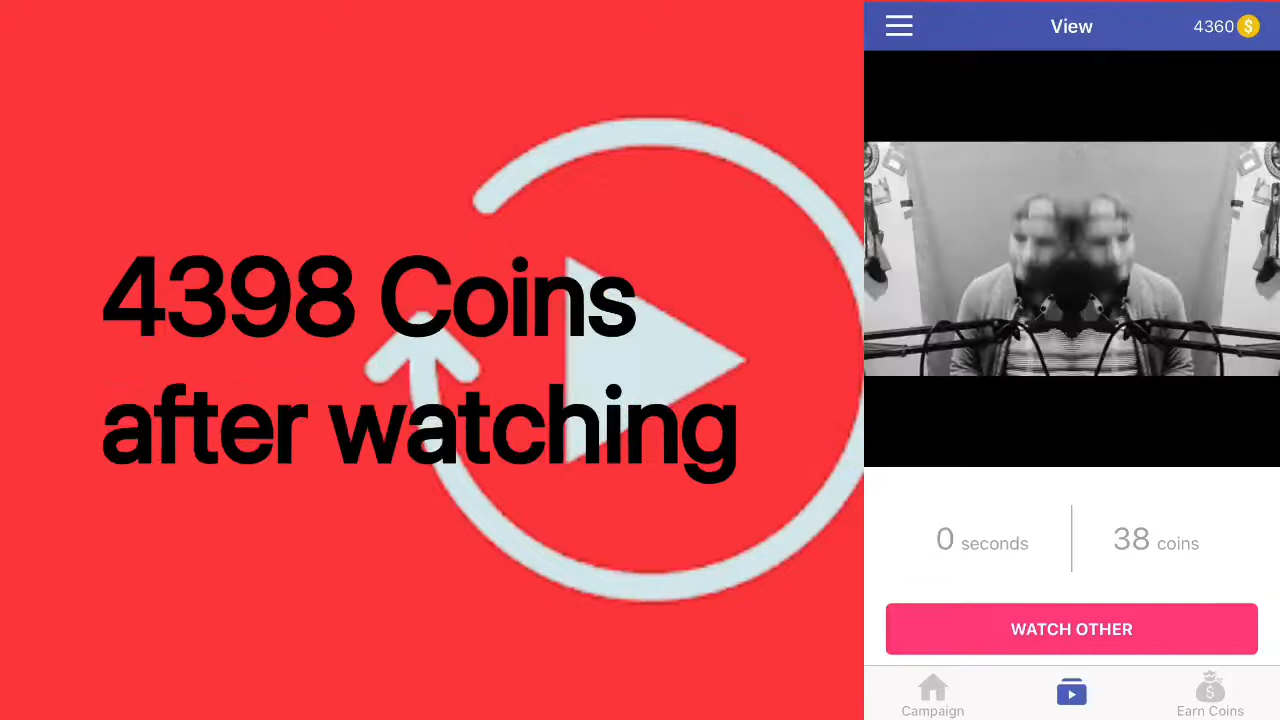 4398 Coins
after watching
View
4360 $
0 seconds
38 coins
WATCH OTHER
Campaign
$
Earn Coins